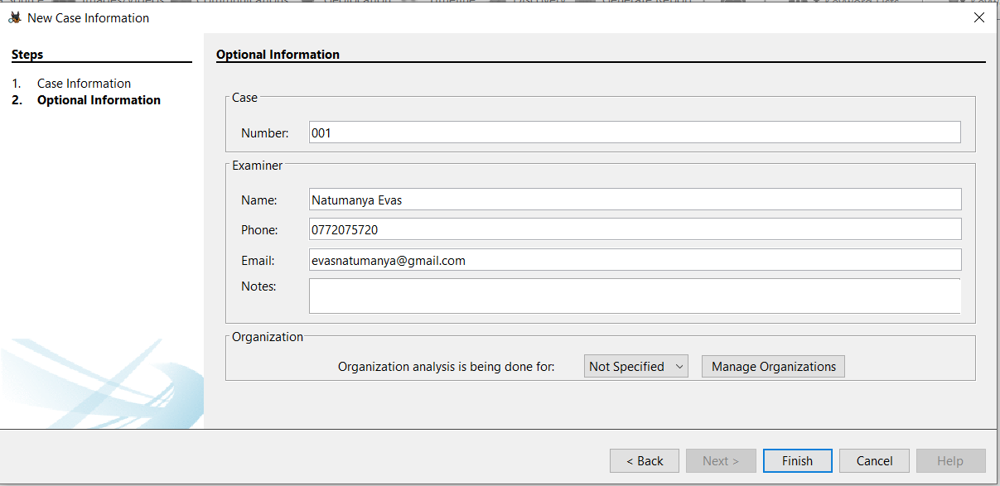 New Case Information
Steps
1. Case Information
2. Optional Information
Optional Information
Case
Number: 001
Examiner
Name: Natumanya Evas
Phone: 0772075720
Email: evasnatumanya@gmail.com
Notes:
Organization
Organization analysis is being done for: Not Specified Manage Organizations
< Back Next > Finish Cancel Help